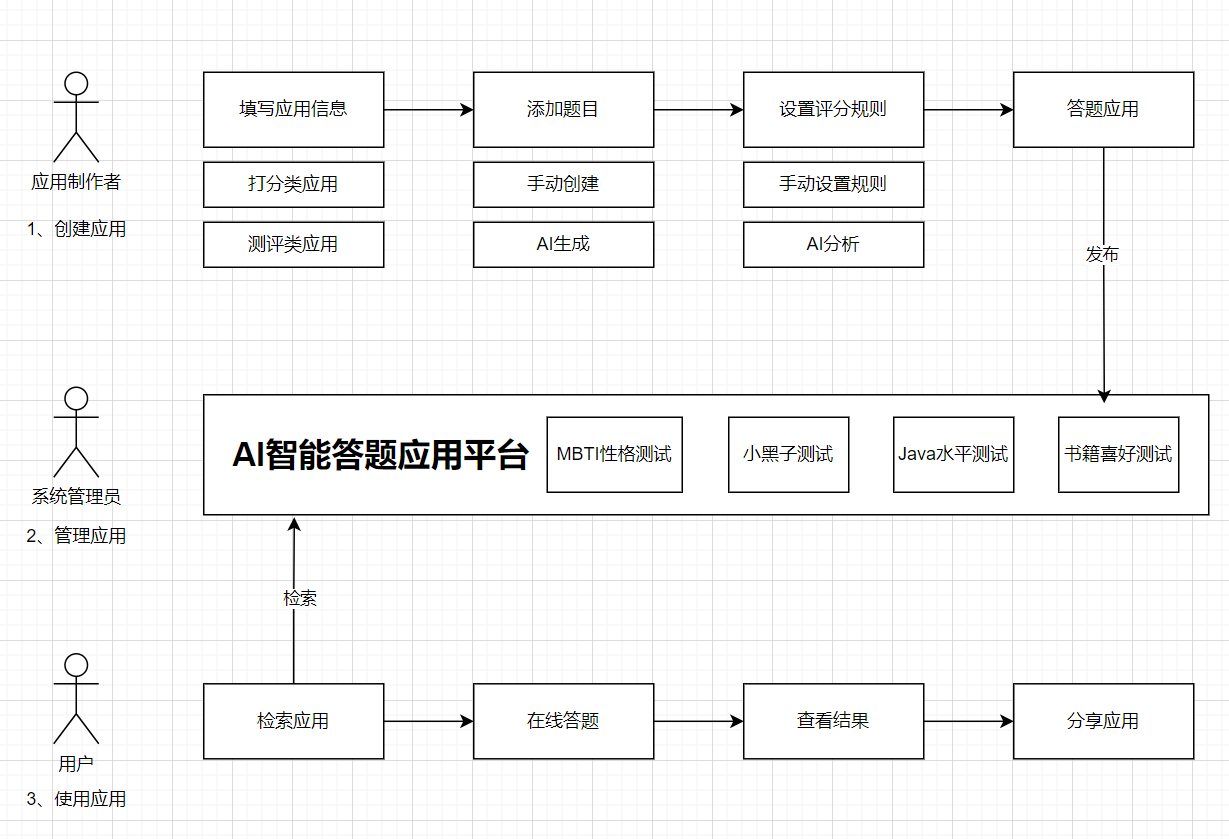 填写应用信息
添加题目
设置评分规则
答题应用
应用制作者
打分类应用
手动创建
手动设置规则
1、创建应用
测评类应用
AI生成
AI分析
发布
AI智能答题应用平台
MBTI性格测试
小黑子测试
Java水平测试
书籍喜好测试
系统管理员
2、管理应用
检索
检索应用
在线答题
查看结果
分享应用
用户
3、使用应用